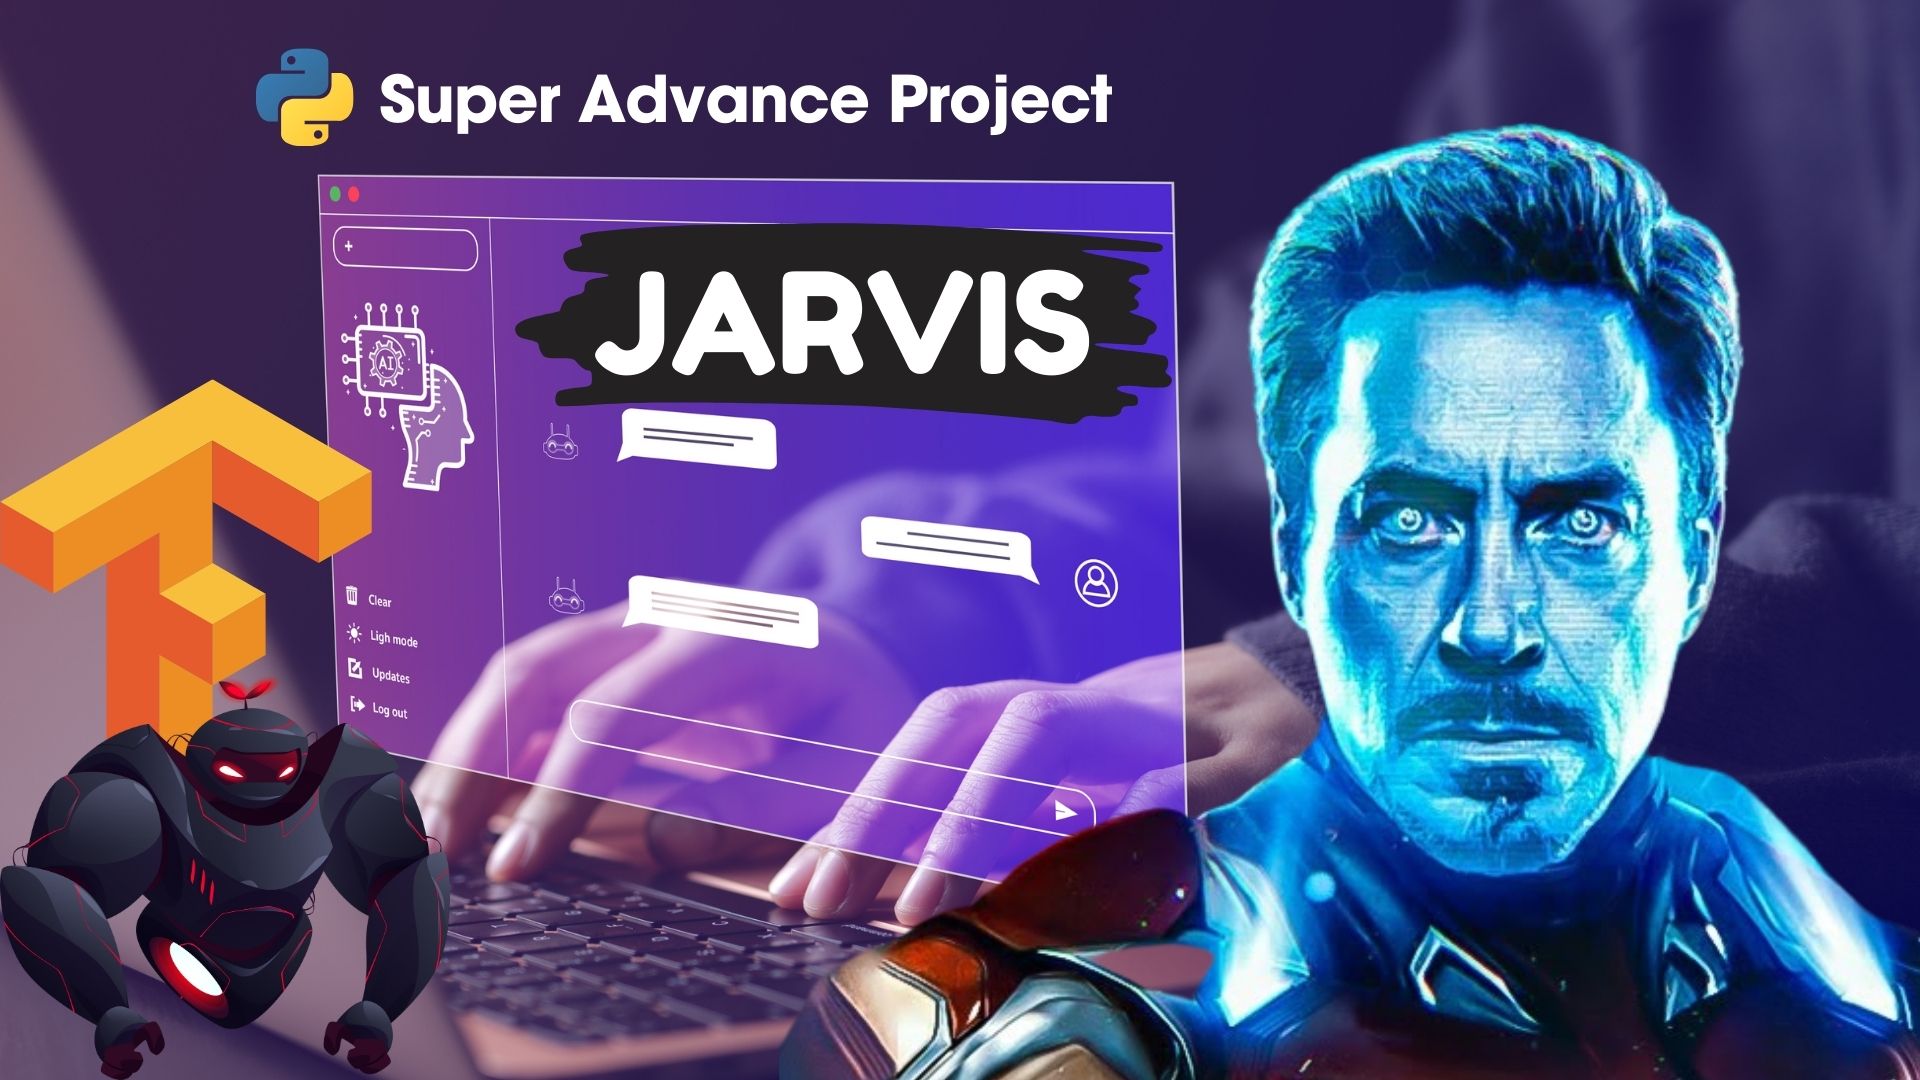 Super Advance Project
JARVIS
+
AI
Clear
Ligh mode
Updates
Log out